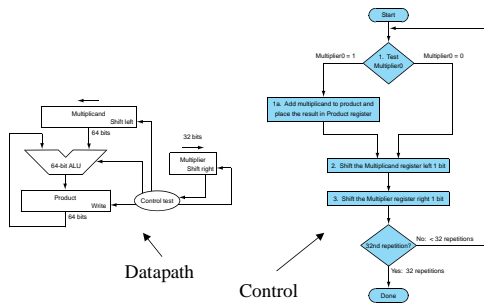 Start
Multiplier0 = 1
1. Test
Multiplier0
Multiplier0 = 0
1a. Add multiplicand to product and
place the result in Product register
2. Shift the Multiplicand register left 1 bit
3. Shift the Multiplier register right 1 bit
32nd repetition?
No: < 32 repetitions
Yes: 32 repetitions
Done
Multiplicand
Shift left
64 bits
64-bit ALU
32 bits
Multiplier
Shift right
Product
Write
Control test
64 bits
Datapath
Control